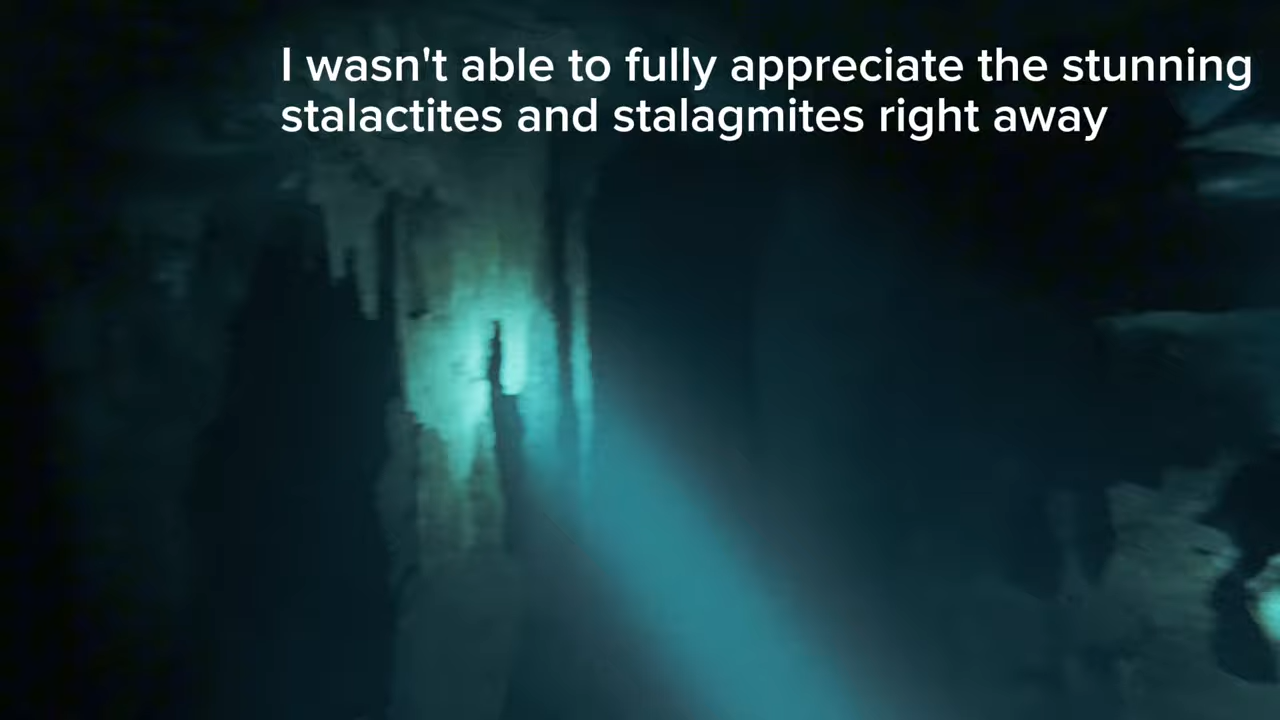 I wasn't able to fully appreciate the stunning
stalactites and stalagmites right away